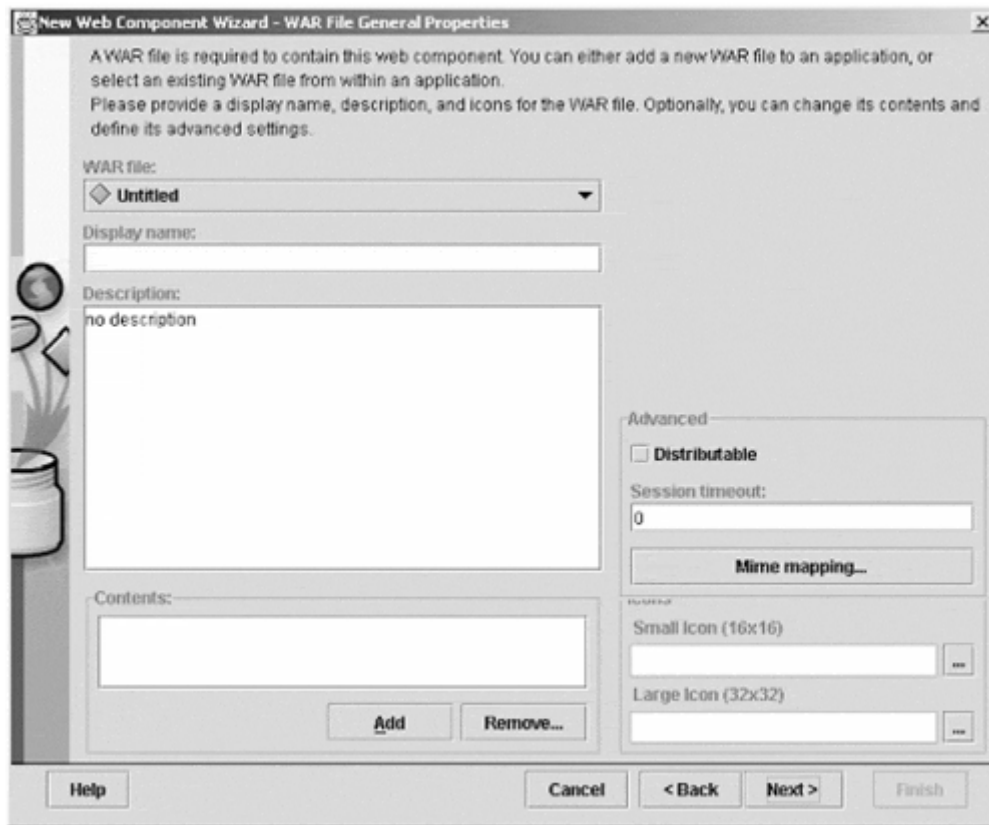 New Web Component Wizard - WAR File General Properties
A WAR file is required to contain this web component. You can either add a new WAR file to an application, or
select an existing WAR file from within an application.
Please provide a display name, description, and icons for the WAR file. Optionally, you can change its contents and
define its advanced settings.
WAR file:
Untitled
Display name:
Description:
no description
Advanced
Distributable
Session timeout:
0
Mime mapping...
Contents:
Add
Remove...
Icons
Small Icon (16x16)
...
Large Icon (32x32)
...
Help
Cancel
< Back
Next >
Finish